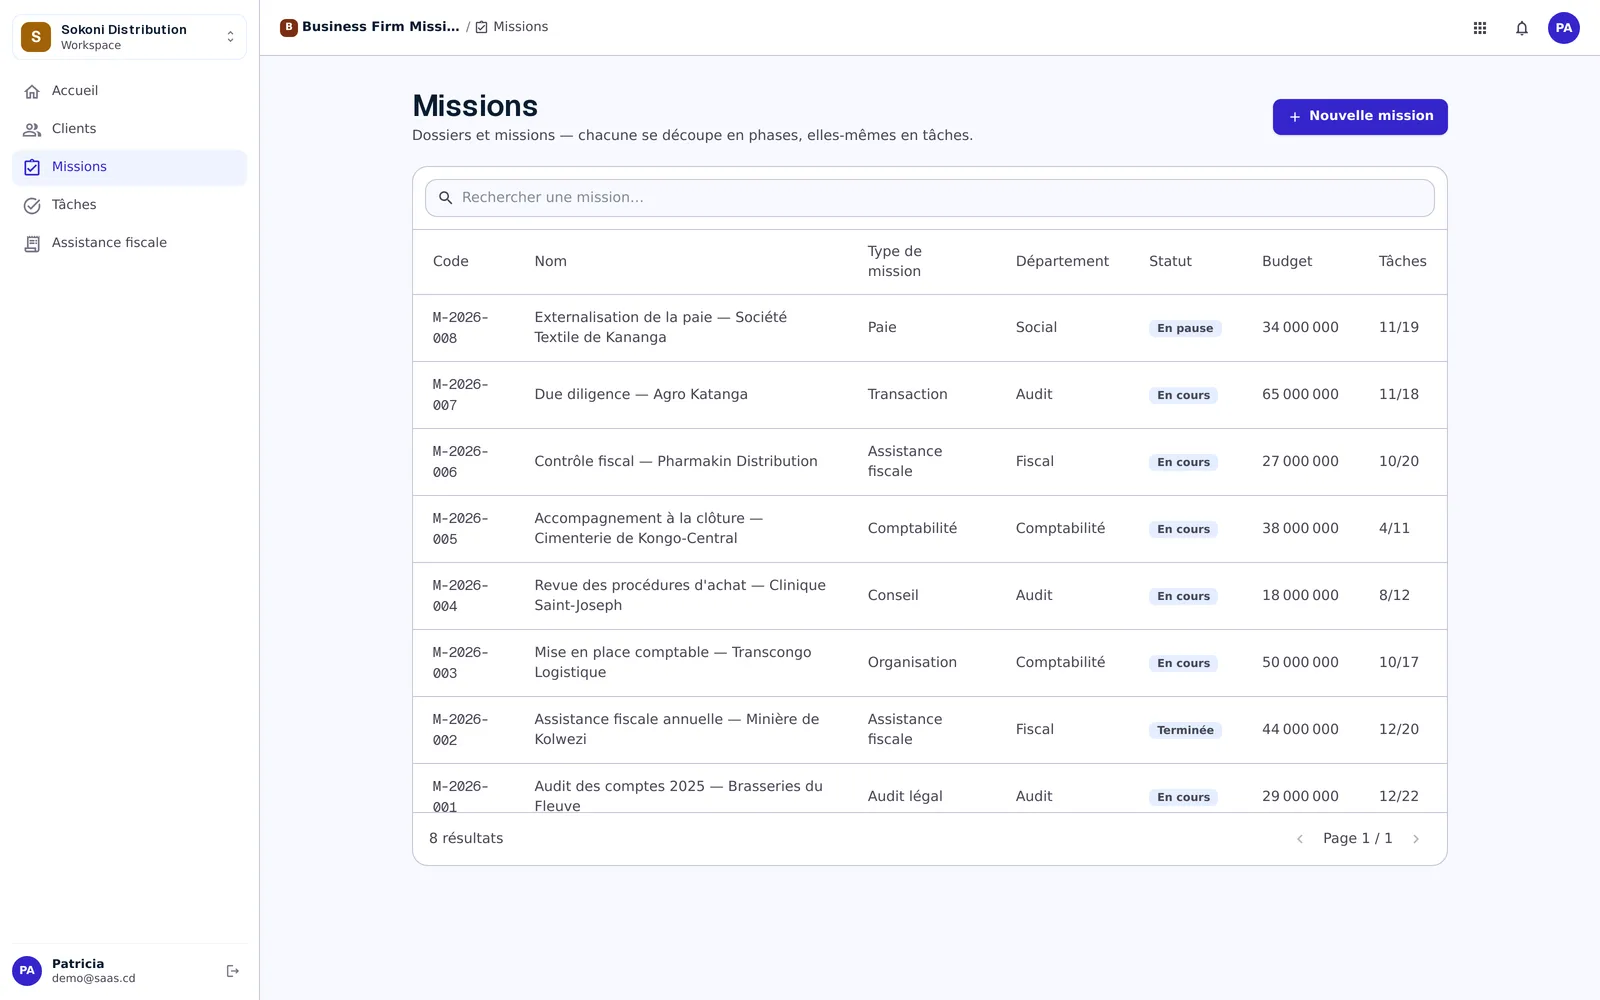 S
Sokoni Distribution
Workspace
Accueil
Clients
Missions
Tâches
Assistance fiscale
PA
Patricia
demo@saas.cd
B Business Firm Missi... / Missions
PA
Missions
Dossiers et missions — chacune se découpe en phases, elles-mêmes en tâches.
+ Nouvelle mission
Rechercher une mission...
Code Nom Type de mission Département Statut Budget Tâches
M-2026-008 Externalisation de la paie — Société Textile de Kananga Paie Social En pause 34 000 000 11/19
M-2026-007 Due diligence — Agro Katanga Transaction Audit En cours 65 000 000 11/18
M-2026-006 Contrôle fiscal — Pharmakin Distribution Assistance fiscale Fiscal En cours 27 000 000 10/20
M-2026-005 Accompagnement à la clôture — Cimenterie de Kongo-Central Comptabilité Comptabilité En cours 38 000 000 4/11
M-2026-004 Revue des procédures d'achat — Clinique Saint-Joseph Conseil Audit En cours 18 000 000 8/12
M-2026-003 Mise en place comptable — Transcongo Logistique Organisation Comptabilité En cours 50 000 000 10/17
M-2026-002 Assistance fiscale annuelle — Minière de Kolwezi Assistance fiscale Fiscal Terminée 44 000 000 12/20
M-2026-001 Audit des comptes 2025 — Brasseries du Fleuve Audit légal Audit En cours 29 000 000 12/22
8 résultats
Page 1 / 1